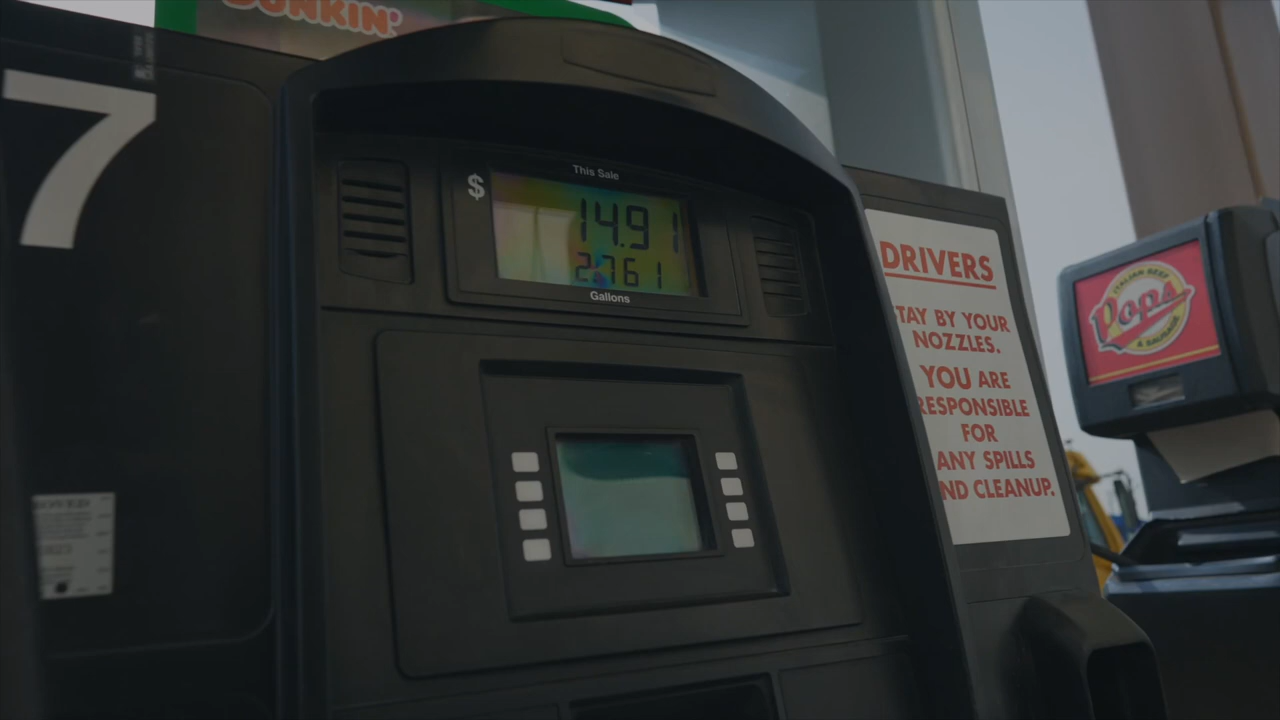 DUNKIN'
7
This Sale
$
14.91
2.761
Gallons
DRIVERS
TAY BY YOUR
NOZZLES.
YOU ARE
RESPONSIBLE
FOR
ANY SPILLS
ND CLEANUP.
ITALIAN BEEF
Pops
& SAUSAGE